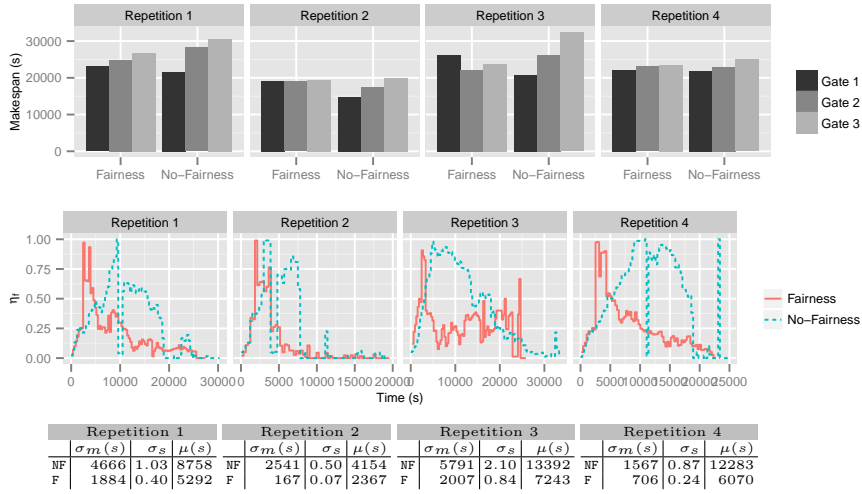 Repetition 1 Repetition 2 Repetition 3 Repetition 4
Makespan (s)
30000
20000
10000
0
Fairness No−Fairness Fairness No−Fairness Fairness No−Fairness Fairness No−Fairness
Gate 1
Gate 2
Gate 3
Repetition 1 Repetition 2 Repetition 3 Repetition 4
ηf
1.00
0.75
0.50
0.25
0.00
0 10000 20000 30000 0 5000 10000 15000 20000 0 10000 20000 30000 0 5000 10000 15000 20000 25000
Time (s)
Fairness
No−Fairness
Repetition 1 Repetition 2 Repetition 3 Repetition 4
σm(s) σs μ(s) σm(s) σs μ(s) σm(s) σs μ(s) σm(s) σs μ(s)
NF 4666 1.03 8758 NF 2541 0.50 4154 NF 5791 2.10 13392 NF 1567 0.87 12283
F 1884 0.40 5292 F 167 0.07 2367 F 2007 0.84 7243 F 706 0.24 6070